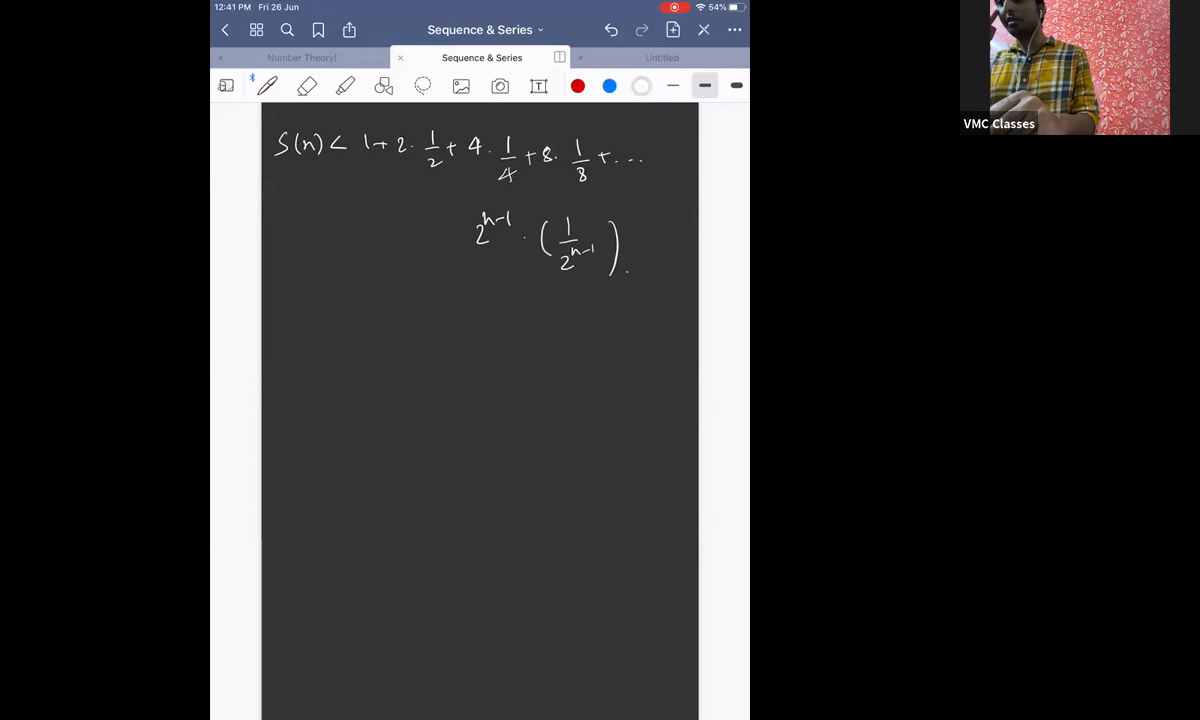 12:41 PM Fri 26 Jun
54%
Sequence & Series
Number Theory!
Sequence & Series
Untitled
T
VMC Classes
S(n) < 1 + 2 · 1/2 + 4 · 1/4 + 8 · 1/8 + ...
2^(n-1) · (1/2^(n-1)).